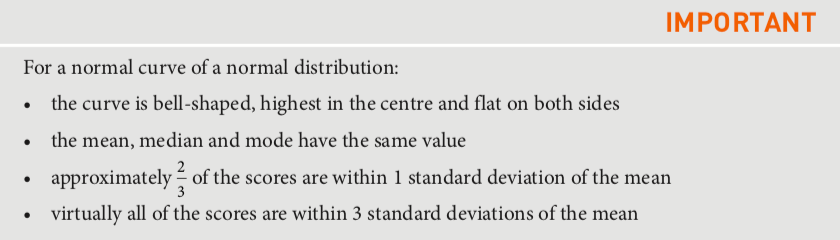 IMPORTANT
For a normal curve of a normal distribution:
• the curve is bell-shaped, highest in the centre and flat on both sides
• the mean, median and mode have the same value
• approximately 2/3 of the scores are within 1 standard deviation of the mean
• virtually all of the scores are within 3 standard deviations of the mean